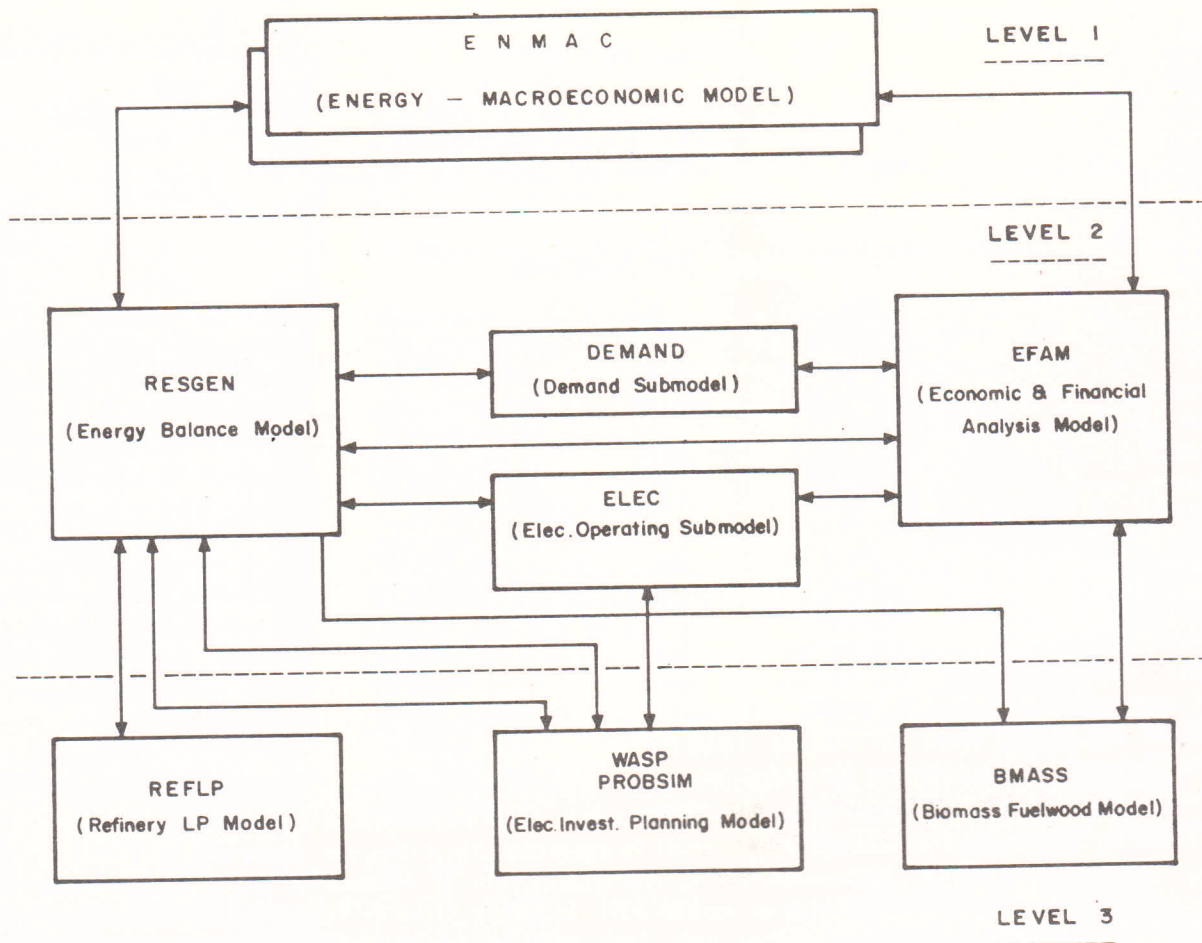 E N M A C
(ENERGY — MACROECONOMIC MODEL)
LEVEL 1
LEVEL 2
RESGEN
(Energy Balance Model)
DEMAND
(Demand Submodel)
EFAM
(Economic & Financial
Analysis Model)
ELEC
(Elec. Operating Submodel)
REFLP
(Refinery LP Model)
WASP
PROBSIM
(Elec. Invest. Planning Model)
BMASS
(Biomass Fuelwood Model)
LEVEL 3